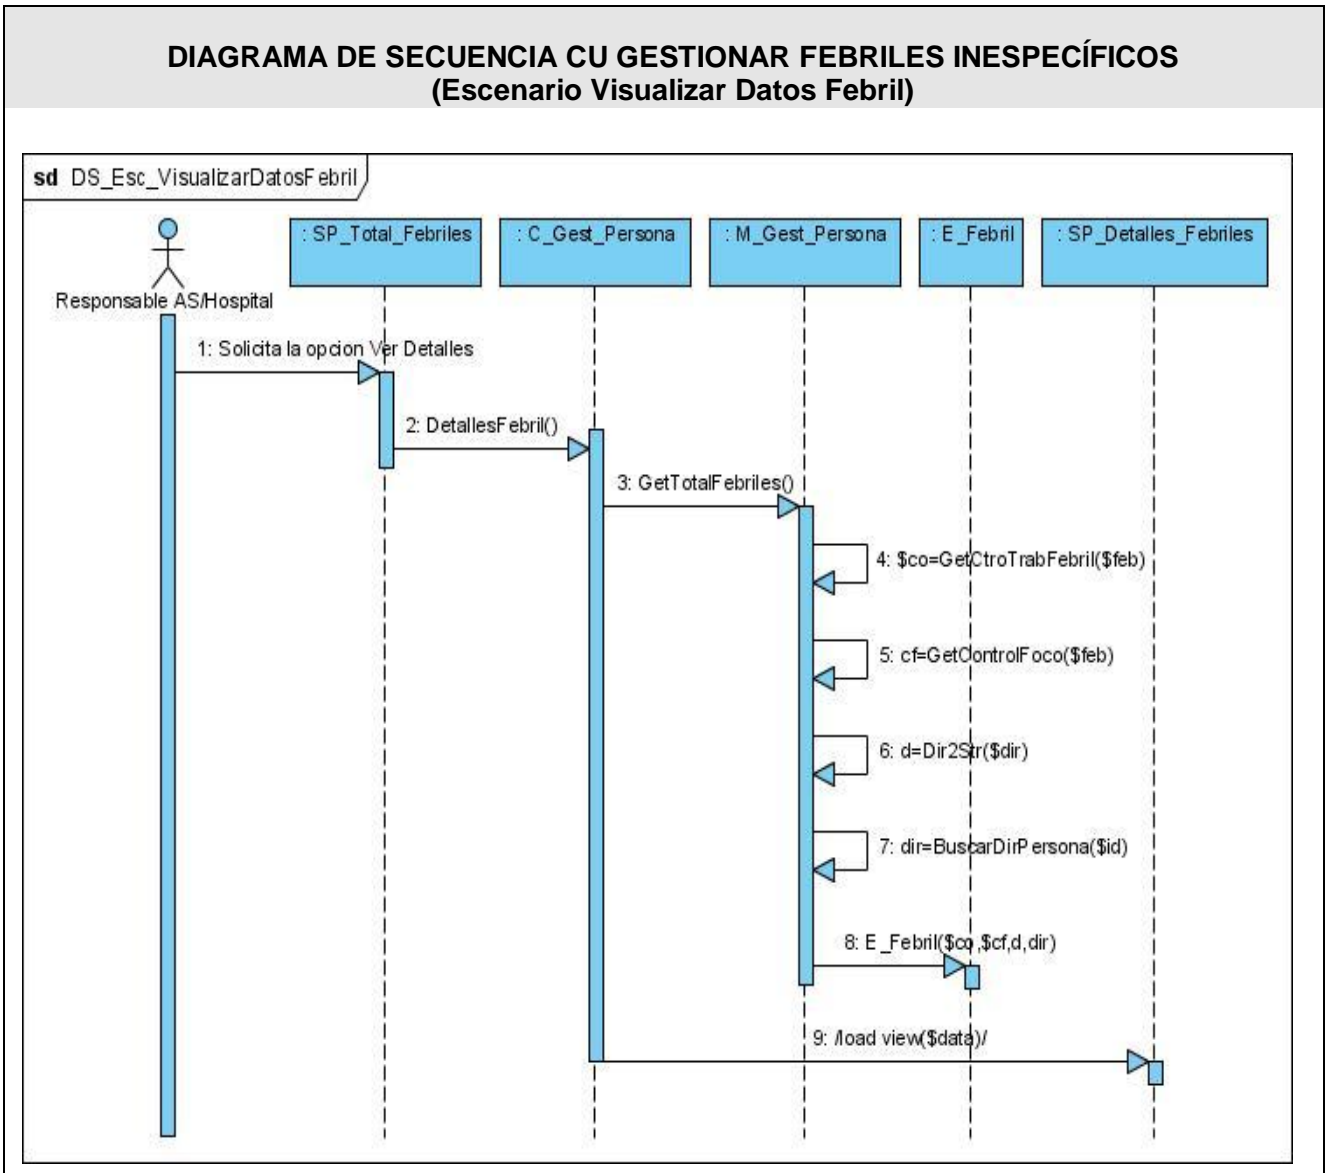 DIAGRAMA DE SECUENCIA CU GESTIONAR FEBRILES INESPECÍFICOS
(Escenario Visualizar Datos Febril)
sd DS_Esc_VisualizarDatosFebril
: SP_Total_Febriles
: C_Gest_Persona
: M_Gest_Persona
: E_Febril
: SP_Detalles_Febriles
Responsable AS/Hospital
1: Solicita la opcion Ver Detalles
2: DetallesFebril()
3: GetTotalFebriles()
4: $co=GetCtroTrabFebril($feb)
5: cf=GetControlFoco($feb)
6: d=Dir2Str($dir)
7: dir=BuscarDirPersona($id)
8: E_Febril($co,$cf,d,dir)
9: /load view($data)/